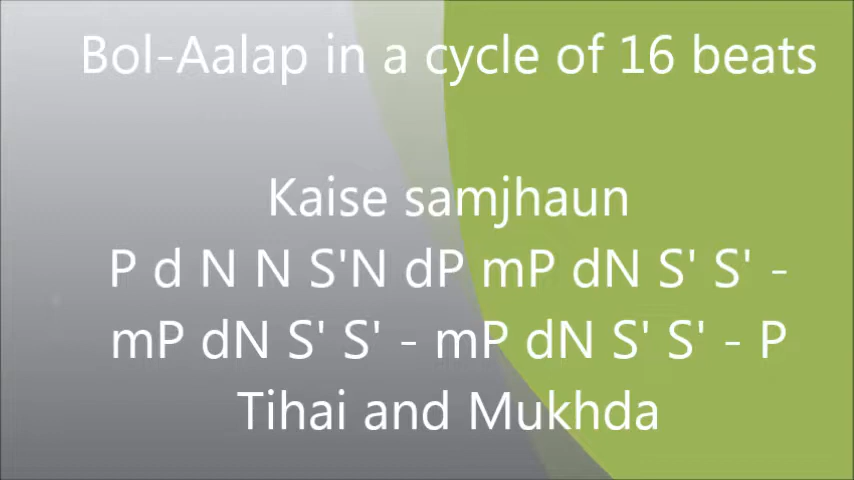 Bol-Aalap in a cycle of 16 beats
Kaise samjhaun
P d N N S'N dP mP dN S' S' -
mP dN S' S' - mP dN S' S' - P
Tihai and Mukhda